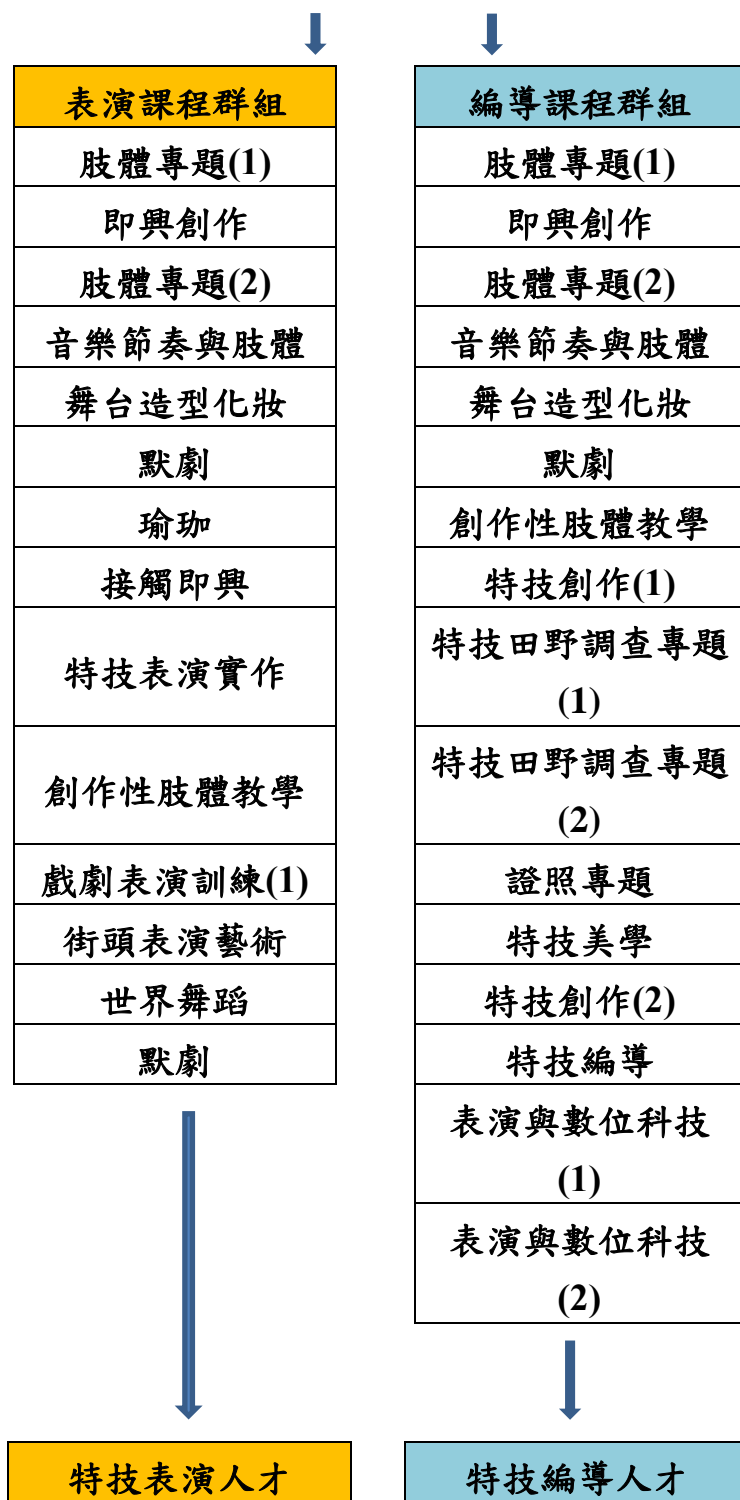 表演課程群組
肢體專題(1)
即興創作
肢體專題(2)
音樂節奏與肢體
舞台造型化妝
默劇
瑜珈
接觸即興
特技表演實作
創作性肢體教學
戲劇表演訓練(1)
街頭表演藝術
世界舞蹈
默劇
特技表演人才
編導課程群組
肢體專題(1)
即興創作
肢體專題(2)
音樂節奏與肢體
舞台造型化妝
默劇
創作性肢體教學
特技創作(1)
特技田野調查專題
(1)
特技田野調查專題
(2)
證照專題
特技美學
特技創作(2)
特技編導
表演與數位科技
(1)
表演與數位科技
(2)
特技編導人才